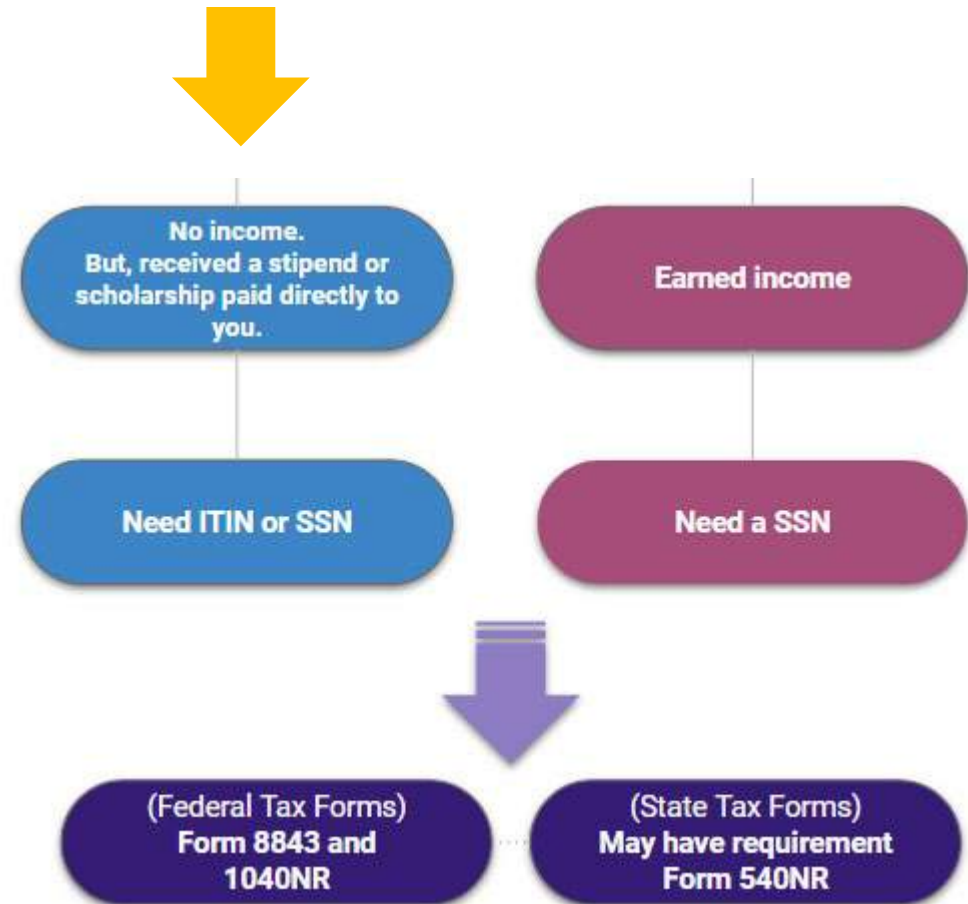 No income.
But, received a stipend or
scholarship paid directly to
you.
Earned income
Need ITIN or SSN
Need a SSN
(Federal Tax Forms)
Form 8843 and
1040NR
(State Tax Forms)
May have requirement
Form 540NR